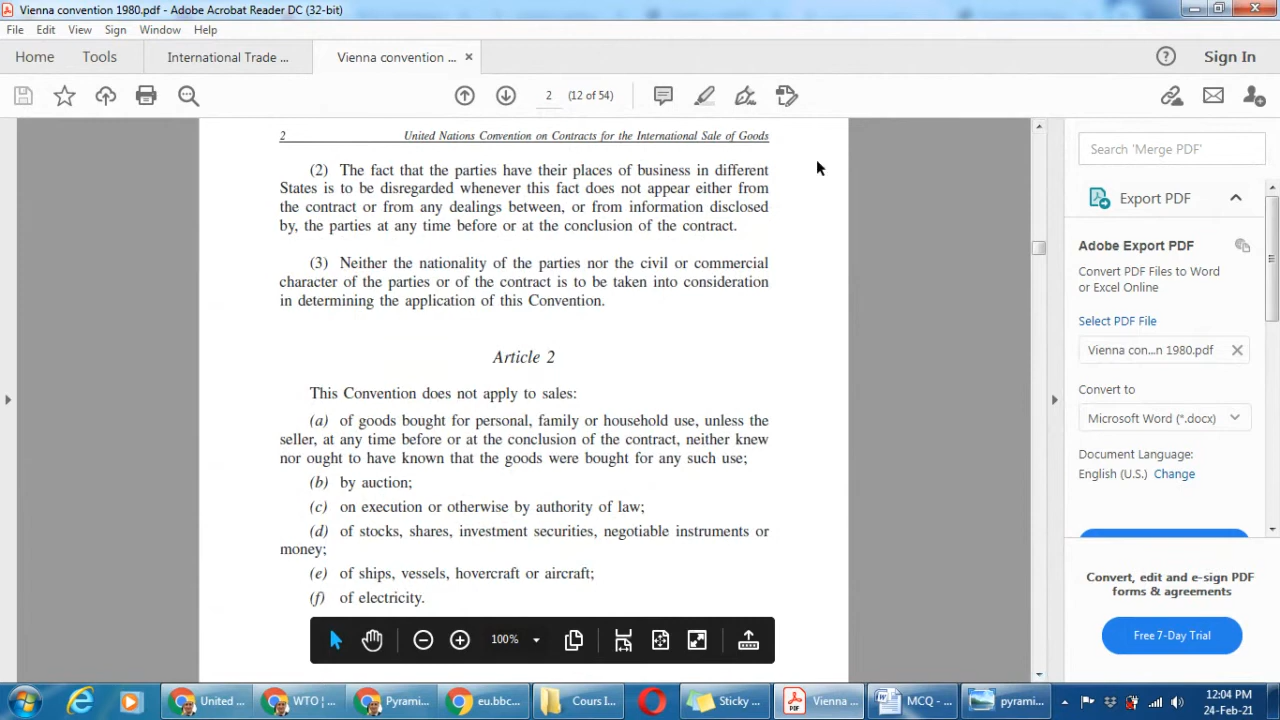 Vienna convention 1980.pdf - Adobe Acrobat Reader DC (32-bit)
File Edit View Sign Window Help
Home Tools International Trade ... Vienna convention ... × ? Sign In
2 (12 of 54)
2 United Nations Convention on Contracts for the International Sale of Goods
(2) The fact that the parties have their places of business in different
States is to be disregarded whenever this fact does not appear either from
the contract or from any dealings between, or from information disclosed
by, the parties at any time before or at the conclusion of the contract.
(3) Neither the nationality of the parties nor the civil or commercial
character of the parties or of the contract is to be taken into consideration
in determining the application of this Convention.
Article 2
This Convention does not apply to sales:
(a) of goods bought for personal, family or household use, unless the
seller, at any time before or at the conclusion of the contract, neither knew
nor ought to have known that the goods were bought for any such use;
(b) by auction;
(c) on execution or otherwise by authority of law;
(d) of stocks, shares, investment securities, negotiable instruments or
money;
(e) of ships, vessels, hovercraft or aircraft;
(f) of electricity.
100%
Search 'Merge PDF'
Export PDF
Adobe Export PDF
Convert PDF Files to Word
or Excel Online
Select PDF File
Vienna con...n 1980.pdf
Convert to
Microsoft Word (*.docx)
Document Language:
English (U.S.) Change
Convert, edit and e-sign PDF
forms & agreements
Free 7-Day Trial
United ... WTO | ... Pyrami... eu.bbc... Cours I... Sticky ... Vienna ... MCQ - ... pyrami...
12:04 PM
24-Feb-21